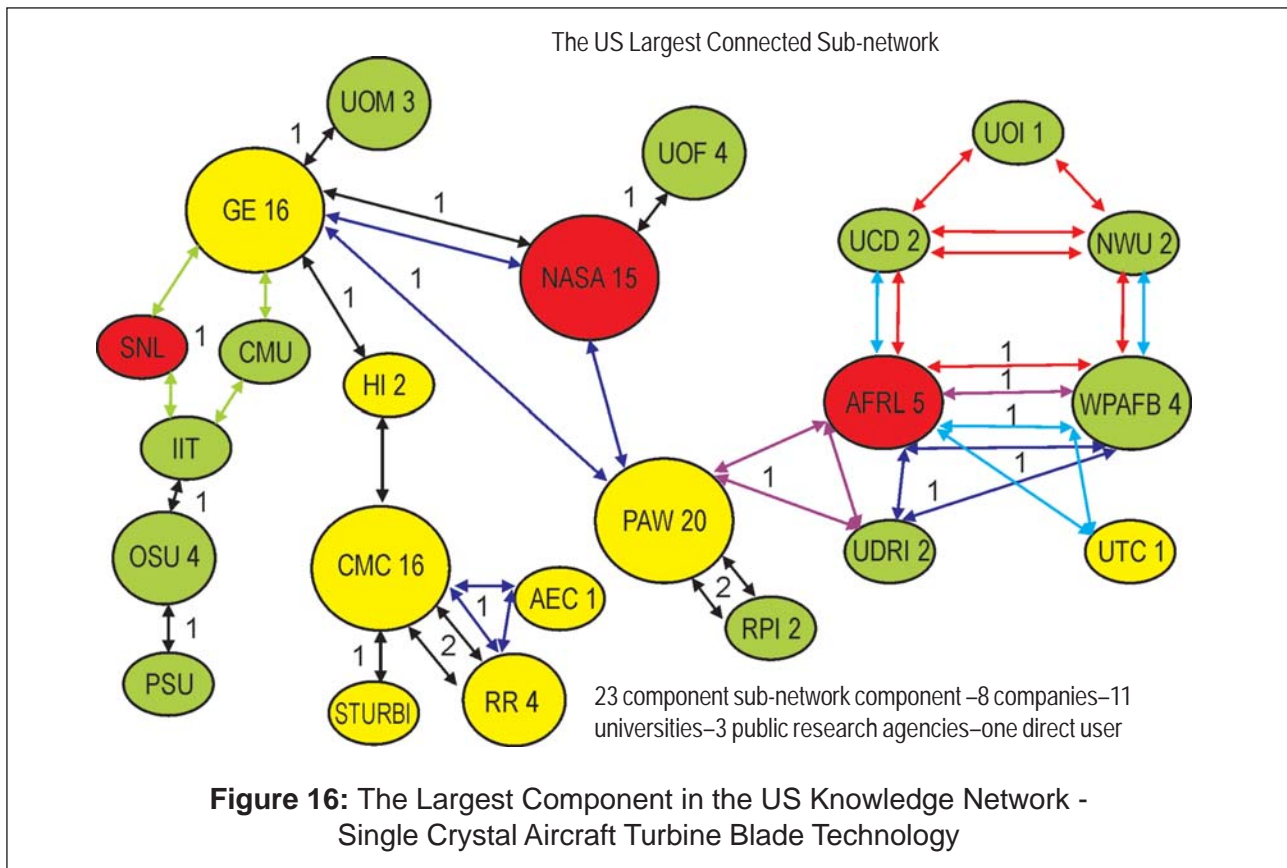 The US Largest Connected Sub-network
UOM 3
1
UOF 4
1
UOI 1
GE 16
1
NASA 15
UCD 2
NWU 2
1
1
SNL
1
CMU
HI 2
1
AFRL 5
1
WPAFB 4
1
1
IIT
1
1
1
PAW 20
OSU 4
CMC 16
UDRI 2
UTC 1
AEC 1
1
2
RPI 2
1
2
1
PSU
STURBI
RR 4
23 component sub-network component –8 companies–11
universities–3 public research agencies–one direct user
Figure 16: The Largest Component in the US Knowledge Network -
Single Crystal Aircraft Turbine Blade Technology